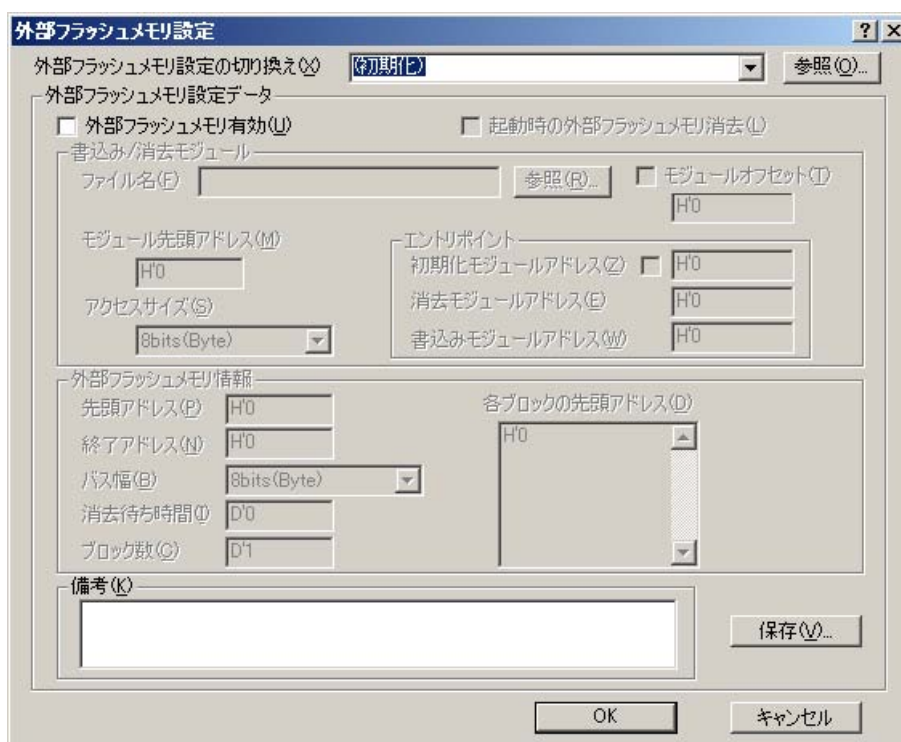 外部フラッシュメモリ設定
外部フラッシュメモリ設定の切り換え(X) (初期化) 参照(O)...
外部フラッシュメモリ設定データ
外部フラッシュメモリ有効(U) 起動時の外部フラッシュメモリ消去(L)
書込み/消去モジュール
ファイル名(F) 参照(R)... モジュールオフセット(T)
H'0
モジュール先頭アドレス(M) エントリポイント
H'0 初期化モジュールアドレス(Z) H'0
アクセスサイズ(S) 消去モジュールアドレス(E) H'0
8bits(Byte) 書込みモジュールアドレス(W) H'0
外部フラッシュメモリ情報
先頭アドレス(P) H'0 各ブロックの先頭アドレス(D)
終了アドレス(N) H'0 H'0
バス幅(B) 8bits(Byte)
消去待ち時間(I) D'0
ブロック数(C) D'1
備考(K)
保存(V)...
OK キャンセル